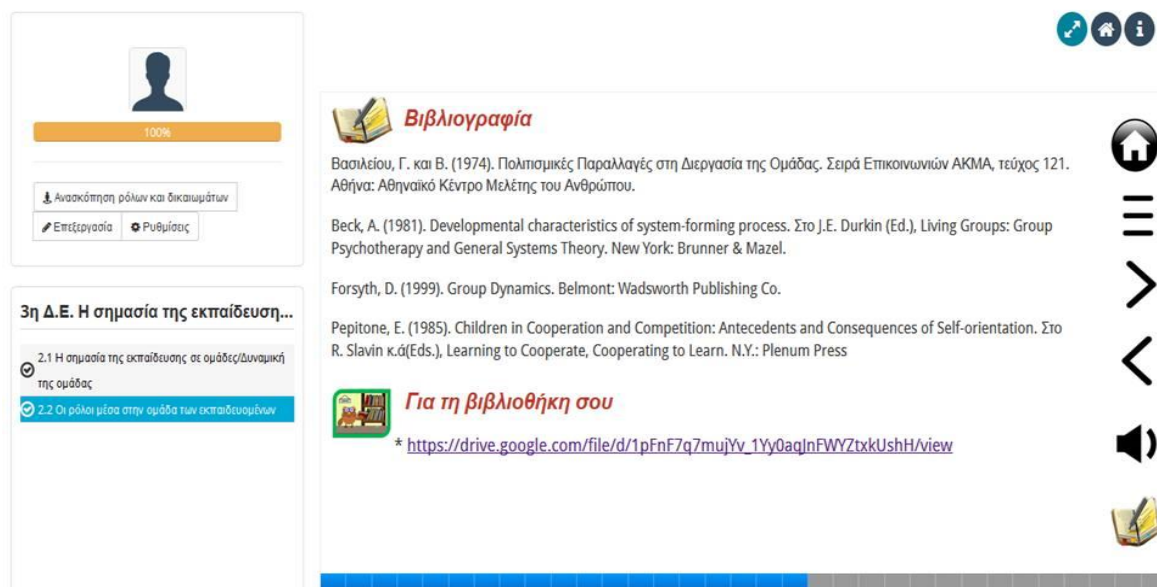 100%
Ανασκόπηση ρόλων και δικαιωμάτων
Επεξεργασία Ρυθμίσεις
3η Δ.Ε. Η σημασία της εκπαίδευση...
2.1 Η σημασία της εκπαίδευσης σε ομάδες/Δυναμική
της ομάδας
2.2 Οι ρόλοι μέσα στην ομάδα των εκπαιδευομένων
Βιβλιογραφία
Βασιλείου, Γ. και Β. (1974). Πολιτισμικές Παραλλαγές στη Διεργασία της Ομάδας. Σειρά Επικοινωνιών ΑΚΜΑ, τεύχος 121.
Αθήνα: Αθηναϊκό Κέντρο Μελέτης του Ανθρώπου.
Beck, A. (1981). Developmental characteristics of system-forming process. Στο J.E. Durkin (Ed.), Living Groups: Group
Psychotherapy and General Systems Theory. New York: Brunner & Mazel.
Forsyth, D. (1999). Group Dynamics. Belmont: Wadsworth Publishing Co.
Pepitone, E. (1985). Children in Cooperation and Competition: Antecedents and Consequences of Self-orientation. Στο
R. Slavin κ.ά(Eds.), Learning to Cooperate, Cooperating to Learn. N.Y.: Plenum Press
Για τη βιβλιοθήκη σου
* https://drive.google.com/file/d/1pFnF7q7mujYv_1Yy0aqJnFWYZtxkUshH/view